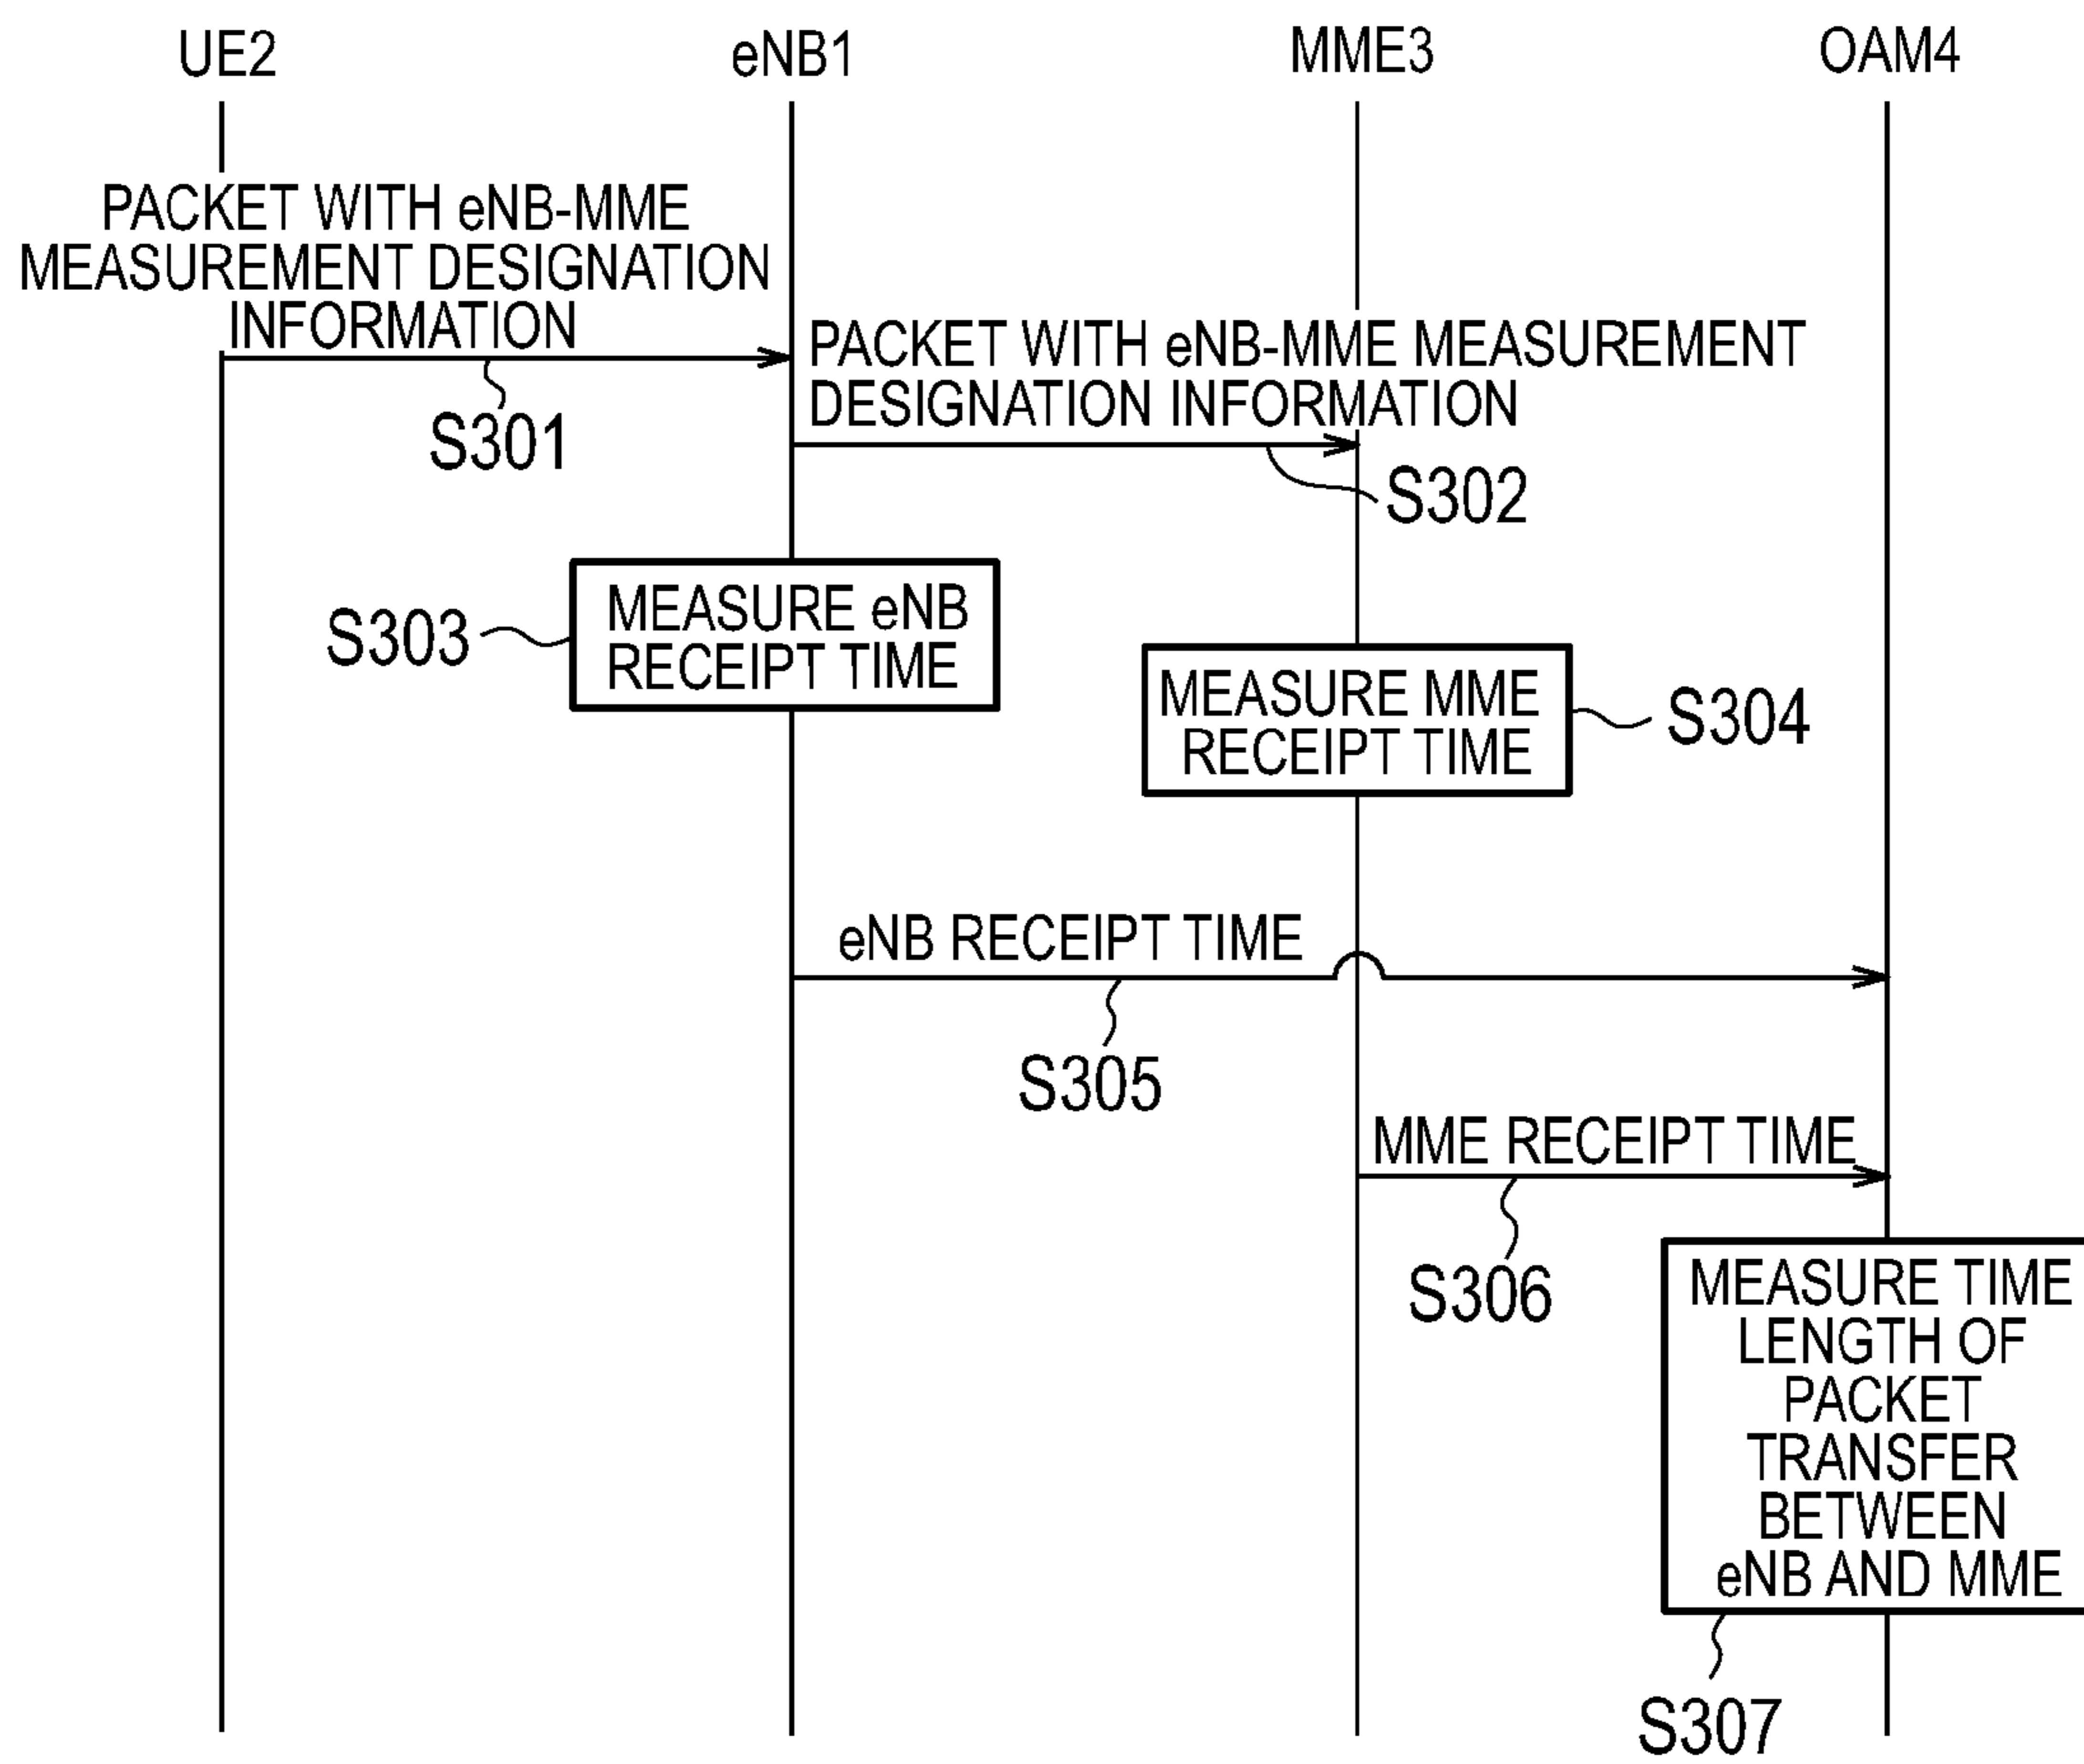 UE2
eNB1
MME3
OAM4
PACKET WITH eNB-MME
MEASUREMENT DESIGNATION
INFORMATION
S301
PACKET WITH eNB-MME MEASUREMENT
DESIGNATION INFORMATION
S302
MEASURE eNB
RECEIPT TIME
S303
MEASURE MME
RECEIPT TIME
S304
eNB RECEIPT TIME
S305
MME RECEIPT TIME
S306
MEASURE TIME
LENGTH OF
PACKET
TRANSFER
BETWEEN
eNB AND MME
S307